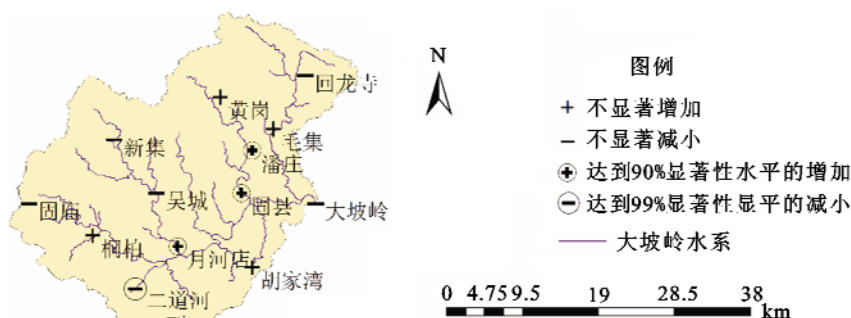 N
图例
+ 不显著增加
− 不显著减小
达到90%显著性水平的增加
达到99%显著性显平的减小
大坡岭水系
回龙寺
黄岗
毛集
新集
潘庄
吴城
固县
大坡岭
固庙
桐柏
月河店
胡家湾
二道河
0 4.75 9.5 19 28.5 38
km